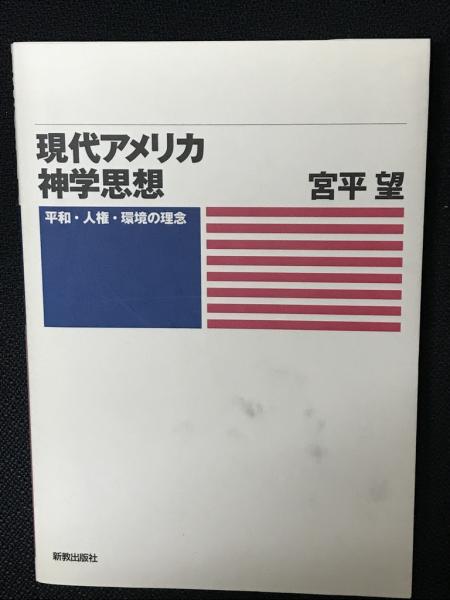 現代アメリカ
神学思想
宮平 望
平和・人権・環境の理念
新教出版社